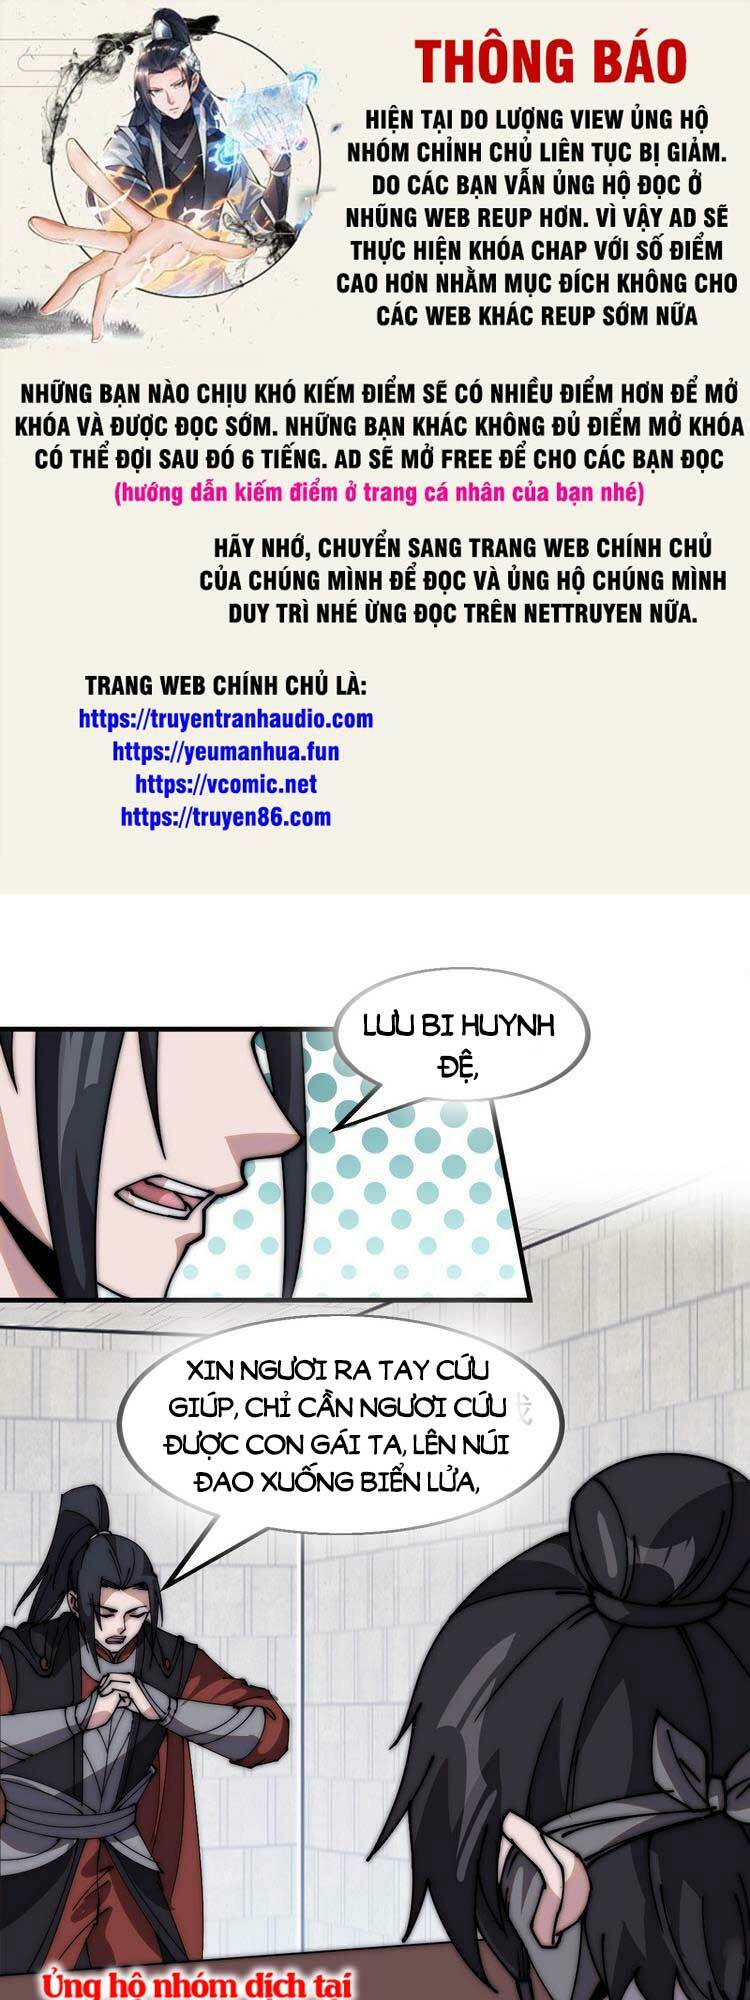 THÔNG BÁO
HIỆN TẠI DO LƯỢNG VIEW ỦNG HỘ
NHÓM CHỈNH CHỦ LIÊN TỤC BỊ GIẢM.
DO CÁC BẠN VẪN ỦNG HỘ ĐỌC Ở
NHŨNG WEB REUP HƠN. VÌ VẬY AD SẼ
THỰC HIỆN KHÓA CHAP VỚI SỐ ĐIỂM
CAO HƠN NHẰM MỤC ĐÍCH KHÔNG CHO
CÁC WEB KHÁC REUP SỚM NỮA
NHỮNG BẠN NÀO CHỊU KHÓ KIẾM ĐIỂM SẼ CÓ NHIỀU ĐIỂM HƠN ĐỂ MỞ
KHÓA VÀ ĐƯỢC ĐỌC SỚM. NHỮNG BẠN KHÁC KHÔNG ĐỦ ĐIỂM MỞ KHÓA
CÓ THỂ ĐỢI SAU ĐÓ 6 TIẾNG. AD SẼ MỞ FREE ĐỂ CHO CÁC BẠN ĐỌC
(hướng dẫn kiếm điểm ở trang cá nhân của bạn nhé)
HÃY NHỚ, CHUYỂN SANG TRANG WEB CHÍNH CHỦ
CỦA CHÚNG MÌNH ĐỂ ĐỌC VÀ ỦNG HỘ CHÚNG MÌNH
DUY TRÌ NHÉ ỪNG ĐỌC TRÊN NETTRUYEN NỮA.
TRANG WEB CHÍNH CHỦ LÀ:
https://truyentranhaudio.com
https://yeumanhua.fun
https://vcomic.net
https://truyen86.com
LƯU BI HUYNH
ĐỆ,
XIN NGƯƠI RA TAY CỨU
GIÚP, CHỈ CẦN NGƯƠI CỨU
ĐƯỢC CON GÁI TA, LÊN NÚI
ĐAO XUỐNG BIỂN LỬA,
Ủng hộ nhóm dịch tại